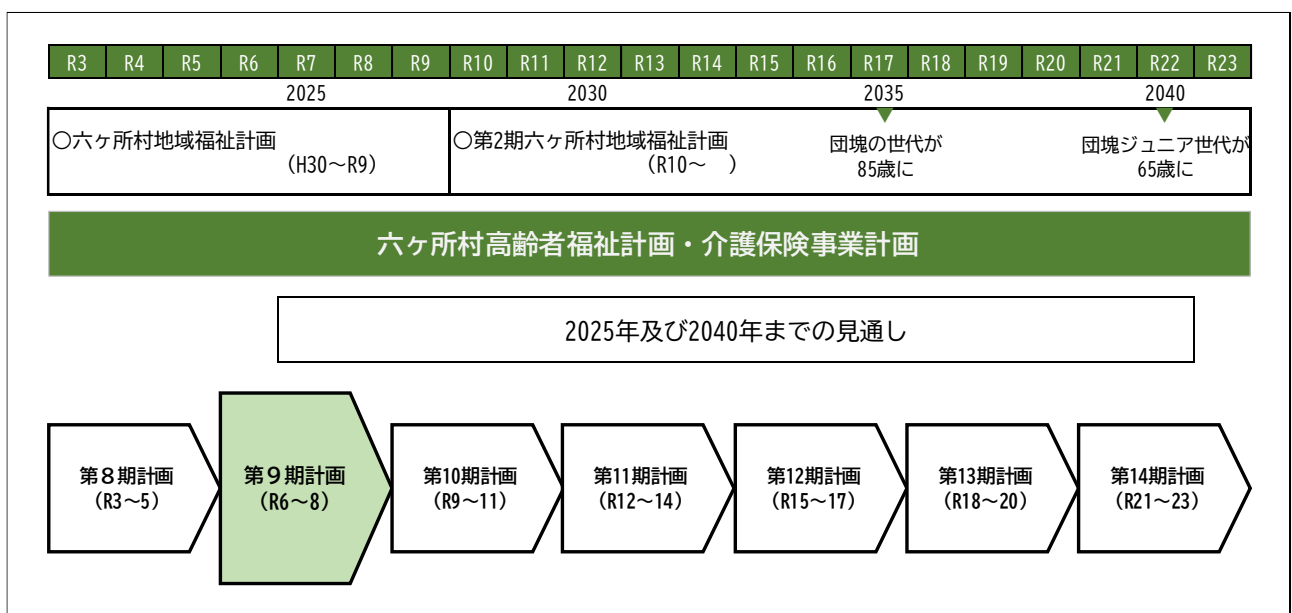 R3 R4 R5 R6 R7 R8 R9 R10 R11 R12 R13 R14 R15 R16 R17 R18 R19 R20 R21 R22 R23
2025 2030 2035 2040
○六ヶ所村地域福祉計画
(H30～R9)
○第2期六ヶ所村地域福祉計画
(R10～　)
団塊の世代が
85歳に
団塊ジュニア世代が
65歳に
六ヶ所村高齢者福祉計画・介護保険事業計画
2025年及び2040年までの見通し
第８期計画
(R3～5)
第９期計画
(R6～8)
第10期計画
(R9～11)
第11期計画
(R12～14)
第12期計画
(R15～17)
第13期計画
(R18～20)
第14期計画
(R21～23)